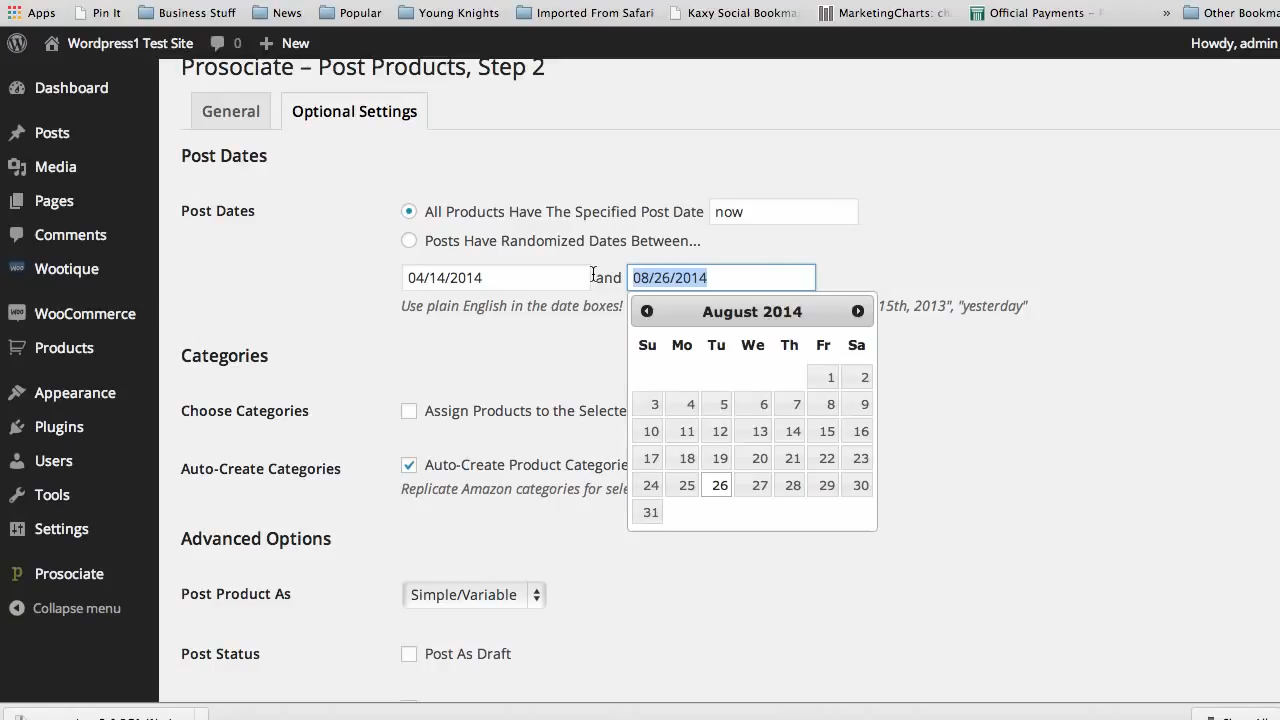 Apps Pin It Business Stuff News Popular Young Knights Imported From Safari Kaxy Social Bookma MarketingCharts: ch Official Payments – » Other Bookma
Wordpress1 Test Site 0 New Howdy, admin
Prosociate – Post Products, Step 2
Dashboard
General Optional Settings
Posts
Post Dates
Media
Pages
Post Dates All Products Have The Specified Post Date now
Comments
Posts Have Randomized Dates Between...
Woo Wootique
04/14/2014 and 08/26/2014
Use plain English in the date boxes! 15th, 2013", "yesterday"
Woo WooCommerce
August 2014
Products
Su Mo Tu We Th Fr Sa
Categories
1 2
Appearance
3 4 5 6 7 8 9
Choose Categories Assign Products to the Selecte
Plugins
10 11 12 13 14 15 16
Users
17 18 19 20 21 22 23
Auto-Create Categories Auto-Create Product Categorie
24 25 26 27 28 29 30
Replicate Amazon categories for sele
Tools
31
Settings
Advanced Options
Prosociate
Post Product As Simple/Variable
Collapse menu
Post Status Post As Draft